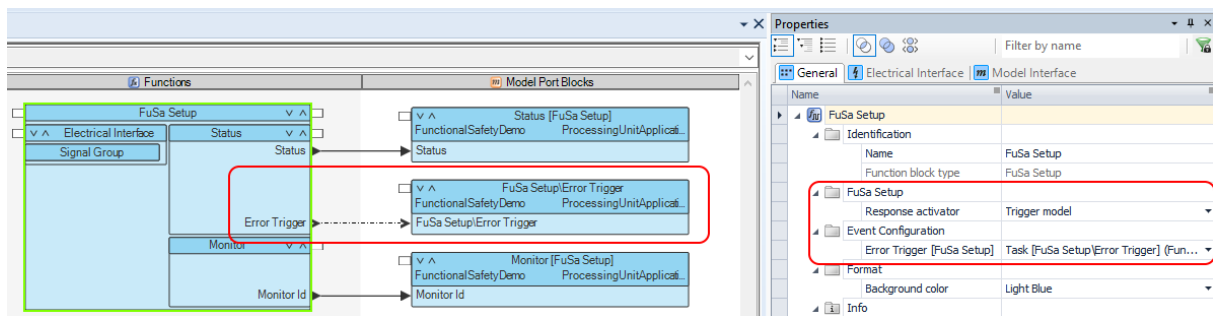 Functions
Model Port Blocks
FuSa Setup
Electrical Interface
Signal Group
Status
Status
Error Trigger
Monitor
Monitor Id
Status [FuSa Setup]
FunctionalSafetyDemo ProcessingUnitApplicati...
Status
FuSa Setup\Error Trigger
FunctionalSafetyDemo ProcessingUnitApplicati...
FuSa Setup\Error Trigger
Monitor [FuSa Setup]
FunctionalSafetyDemo ProcessingUnitApplicati...
Monitor Id
Properties
Filter by name
General Electrical Interface Model Interface
Name Value
FuSa Setup
Identification
Name FuSa Setup
Function block type FuSa Setup
FuSa Setup
Response activator Trigger model
Event Configuration
Error Trigger [FuSa Setup] Task [FuSa Setup\Error Trigger] (Fun...
Format
Background color Light Blue
Info